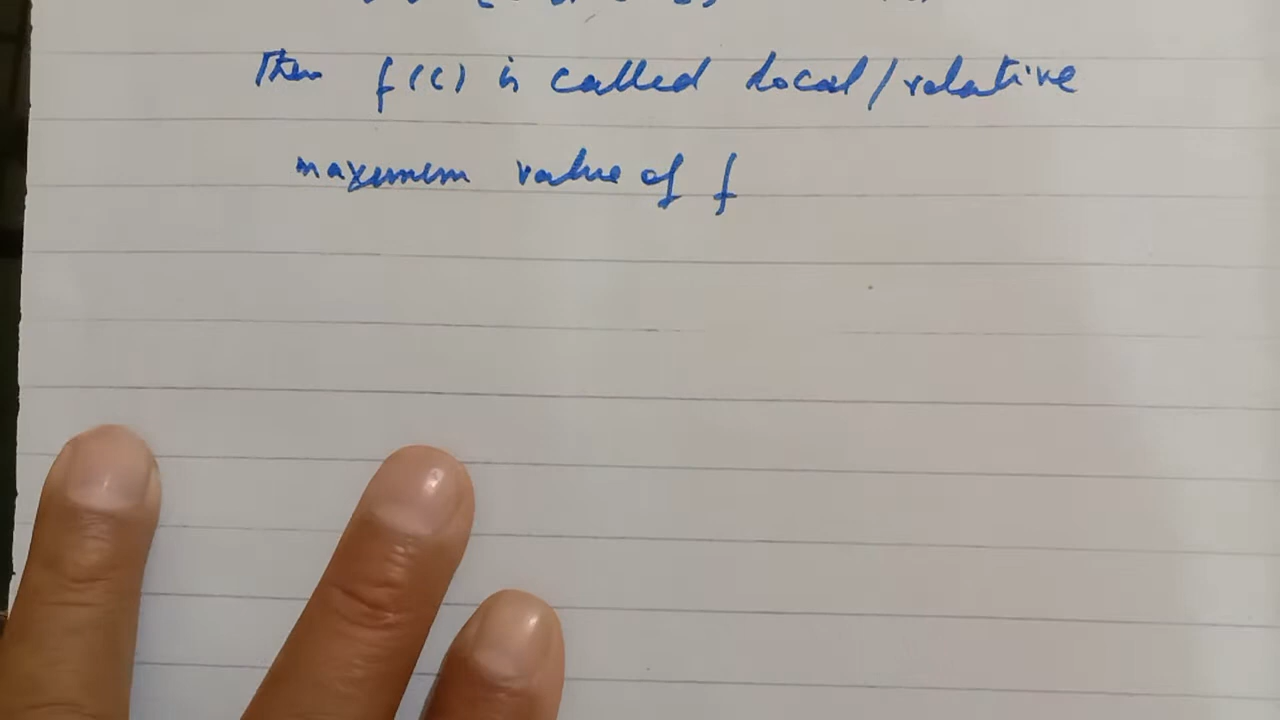 Then f(c) is called local/relative
maximum value of f